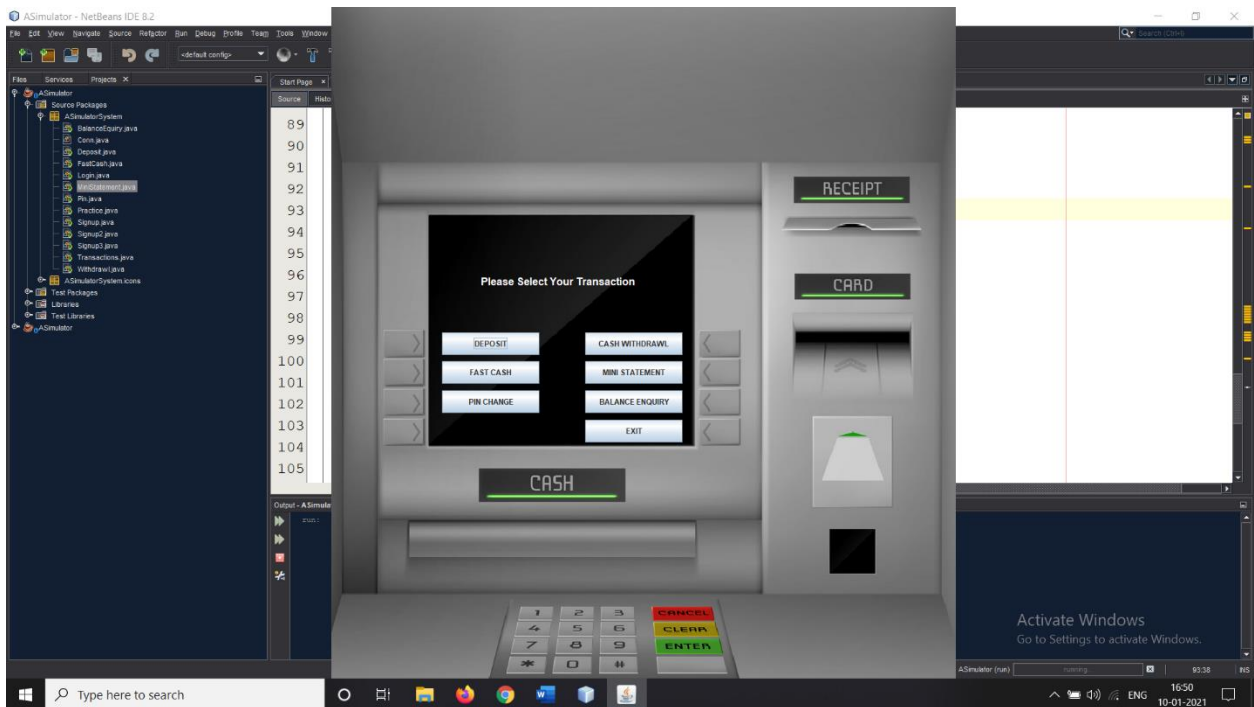 ASimulator - NetBeans IDE 8.2
File Edit View Navigate Source Refactor Run Debug Profile Team Tools Window
Search (Ctrl+I)
<default config>
Files Services Projects
Start Page
ASimulator
Source Packages
ASimulatorSystem
BalanceEquiry.java
Conn.java
Deposit.java
FastCash.java
Login.java
MiniStatement.java
Pin.java
Practice.java
Signup.java
Signup2.java
Signup3.java
Transactions.java
Withdrawl.java
ASimulatorSystem.icons
Test Packages
Libraries
Test Libraries
ASimulator
Source Histo
89
90
91
92
93
94
95
96
97
98
99
100
101
102
103
104
105
Output - ASimula
run:
RECEIPT
CARD
Please Select Your Transaction
DEPOSIT CASH WITHDRAWL
FAST CASH MINI STATEMENT
PIN CHANGE BALANCE ENQUIRY
EXIT
CASH
1 2 3 CANCEL
4 5 6 CLEAR
7 8 9 ENTER
* 0 #
Activate Windows
Go to Settings to activate Windows.
ASimulator (run) running... 93:38 INS
Type here to search
ENG
16:50
10-01-2021